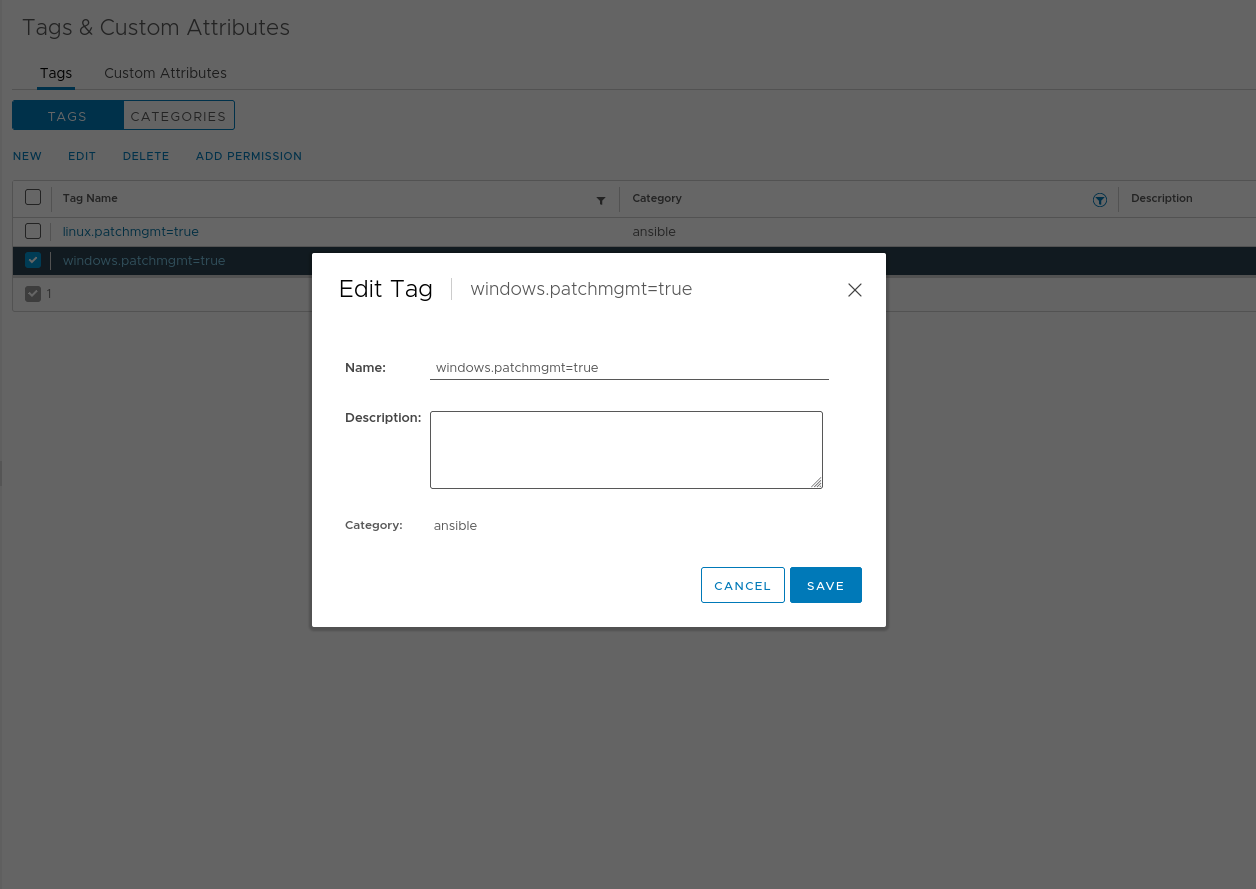 Tags & Custom Attributes
Tags Custom Attributes
TAGS CATEGORIES
NEW EDIT DELETE ADD PERMISSION
Tag Name Category Description
linux.patchmgmt=true ansible
windows.patchmgmt=true
1
Edit Tag windows.patchmgmt=true
Name: windows.patchmgmt=true
Description:
Category: ansible
CANCEL SAVE